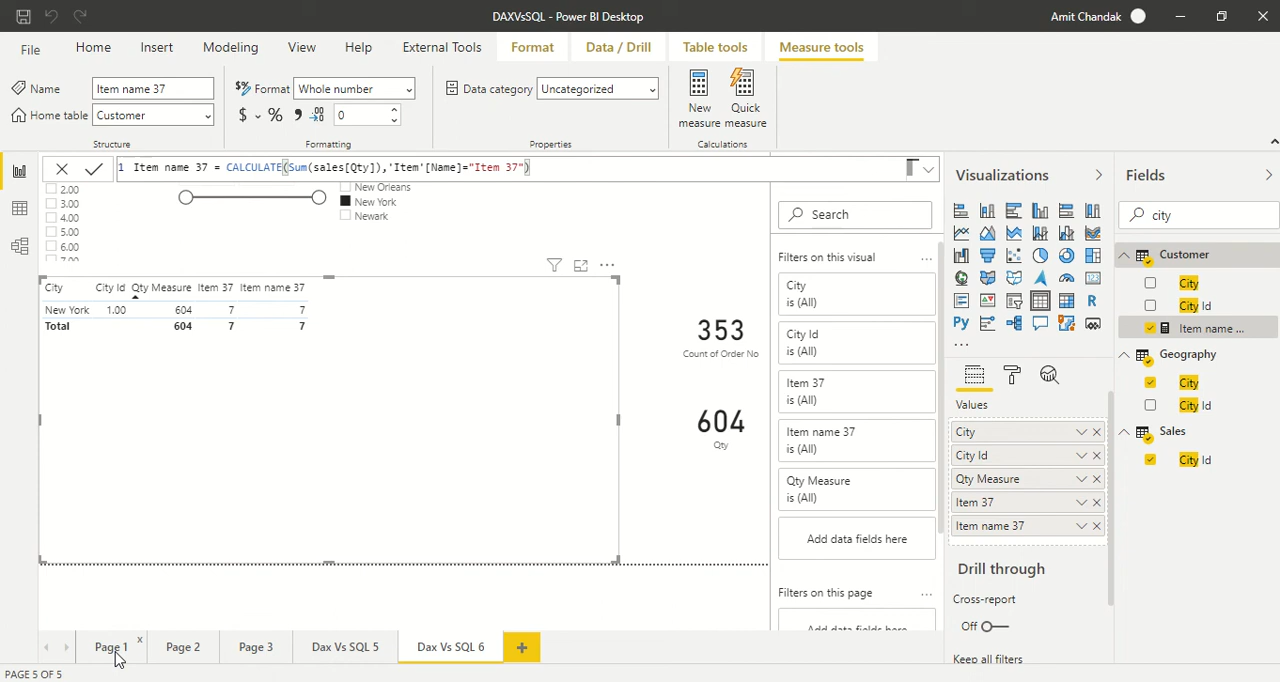 DAXVsSQL - Power BI Desktop
Amit Chandak
File
Home
Insert
Modeling
View
Help
External Tools
Format
Data / Drill
Table tools
Measure tools
Name
Item name 37
Home table
Customer
Structure
Format
Whole number
$
%
0
Formatting
Data category
Uncategorized
Properties
New measure
Quick measure
Calculations
1 Item name 37 = CALCULATE(Sum(sales[Qty]),'Item'[Name]="Item 37")
2.00
3.00
4.00
5.00
6.00
7.00
New Orleans
New York
Newark
City City Id Qty Measure Item 37 Item name 37
New York 1.00 604 7 7
Total 604 7 7
353
Count of Order No
604
Qty
Search
Filters on this visual
City
is (All)
City Id
is (All)
Item 37
is (All)
Item name 37
is (All)
Qty Measure
is (All)
Add data fields here
Filters on this page
Add data fields here
Visualizations
R
Py
Values
City
City Id
Qty Measure
Item 37
Item name 37
Drill through
Cross-report
Off
Keep all filters
Fields
city
Customer
City
City Id
Item name ...
Geography
City
City Id
Sales
City Id
Page 1
Page 2
Page 3
Dax Vs SQL 5
Dax Vs SQL 6
PAGE 5 OF 5